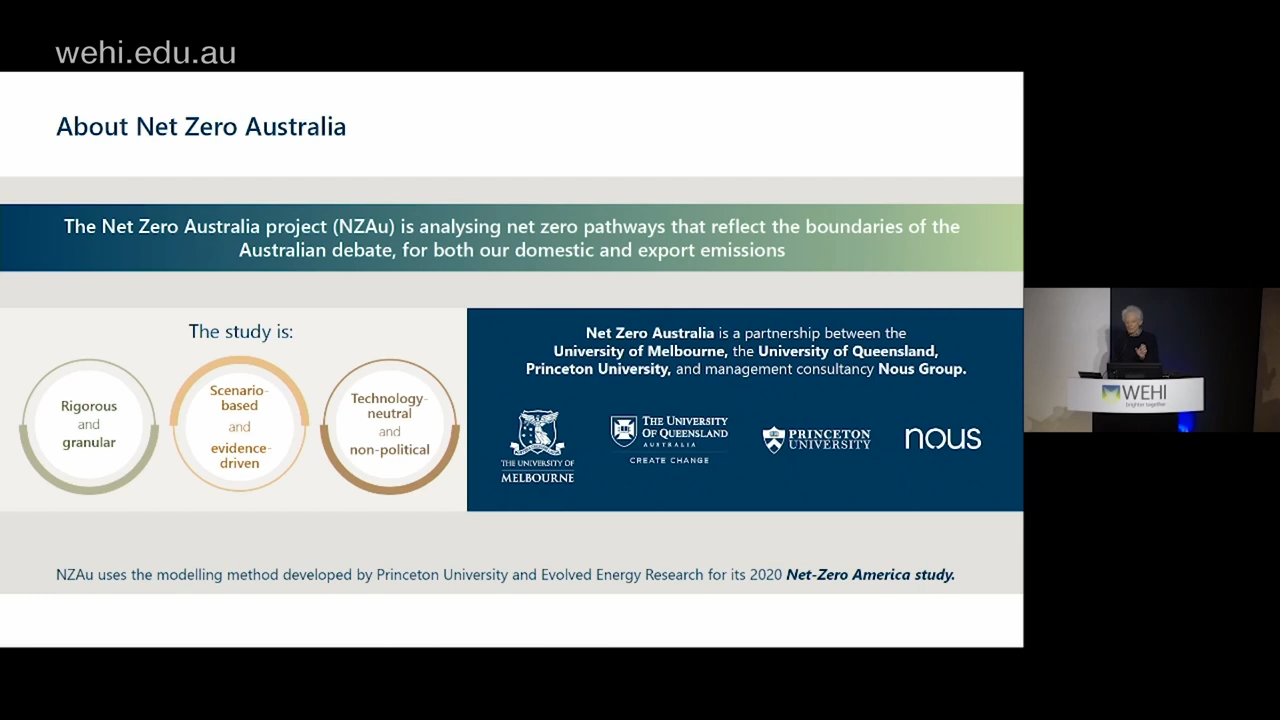 wehi.edu.au
About Net Zero Australia
The Net Zero Australia project (NZAu) is analysing net zero pathways that reflect the boundaries of the
Australian debate, for both our domestic and export emissions
The study is:
Rigorous
and
granular
Scenario-
based
and
evidence-
driven
Technology-
neutral
and
non-political
Net Zero Australia is a partnership between the
University of Melbourne, the University of Queensland,
Princeton University, and management consultancy Nous Group.
THE UNIVERSITY OF
MELBOURNE
THE UNIVERSITY
OF QUEENSLAND
AUSTRALIA
CREATE CHANGE
PRINCETON
UNIVERSITY
nous
NZAu uses the modelling method developed by Princeton University and Evolved Energy Research for its 2020 Net-Zero America study.
WEHI
brighter together